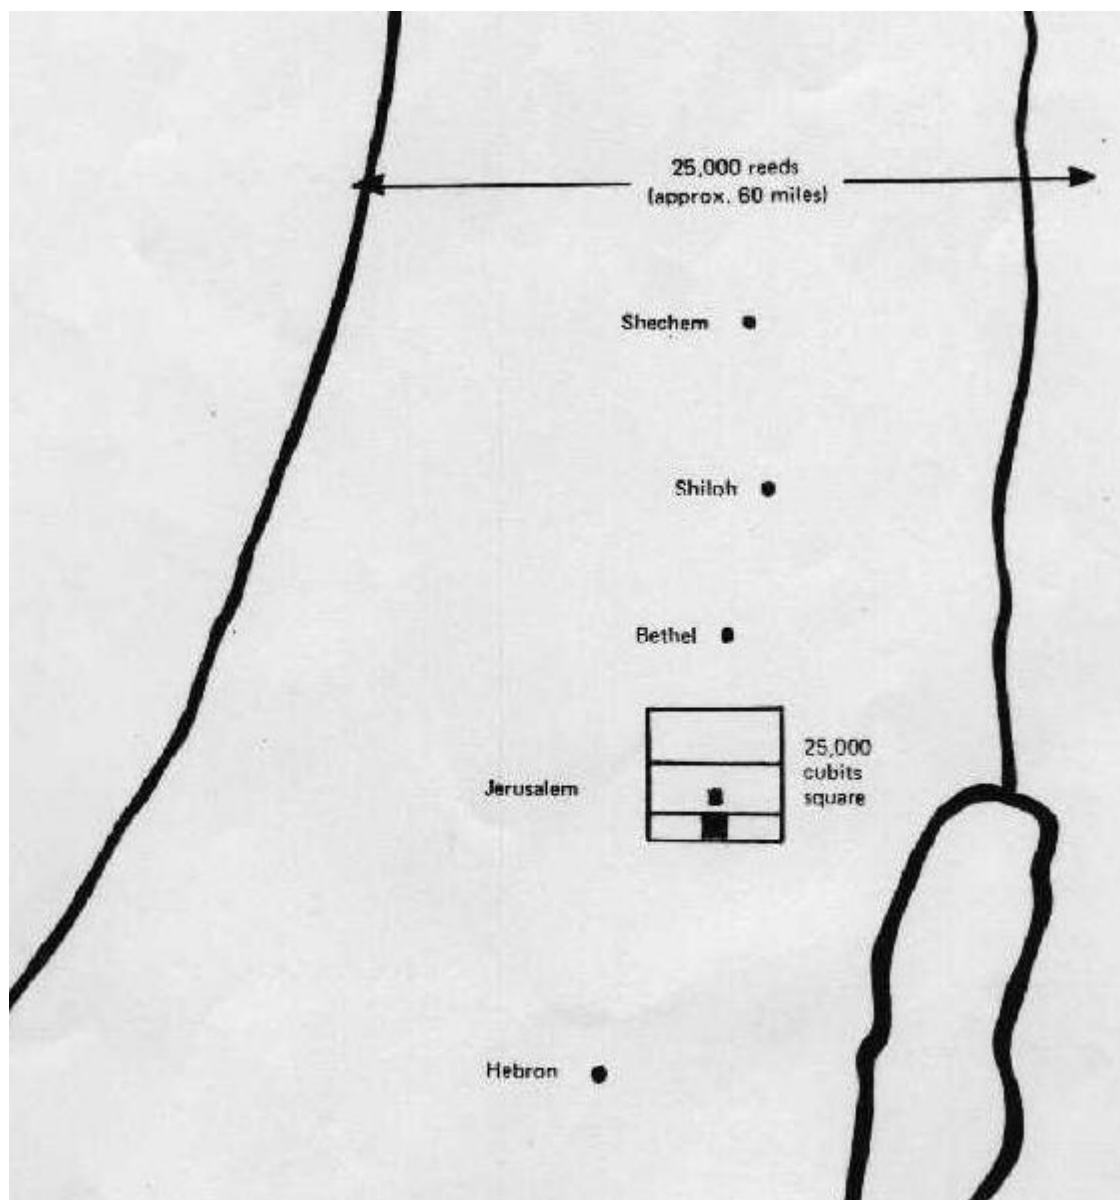 25,000 reeds
(approx. 60 miles)
Shechem
Shiloh
Bethel
25,000
cubits
square
Jerusalem
Hebron